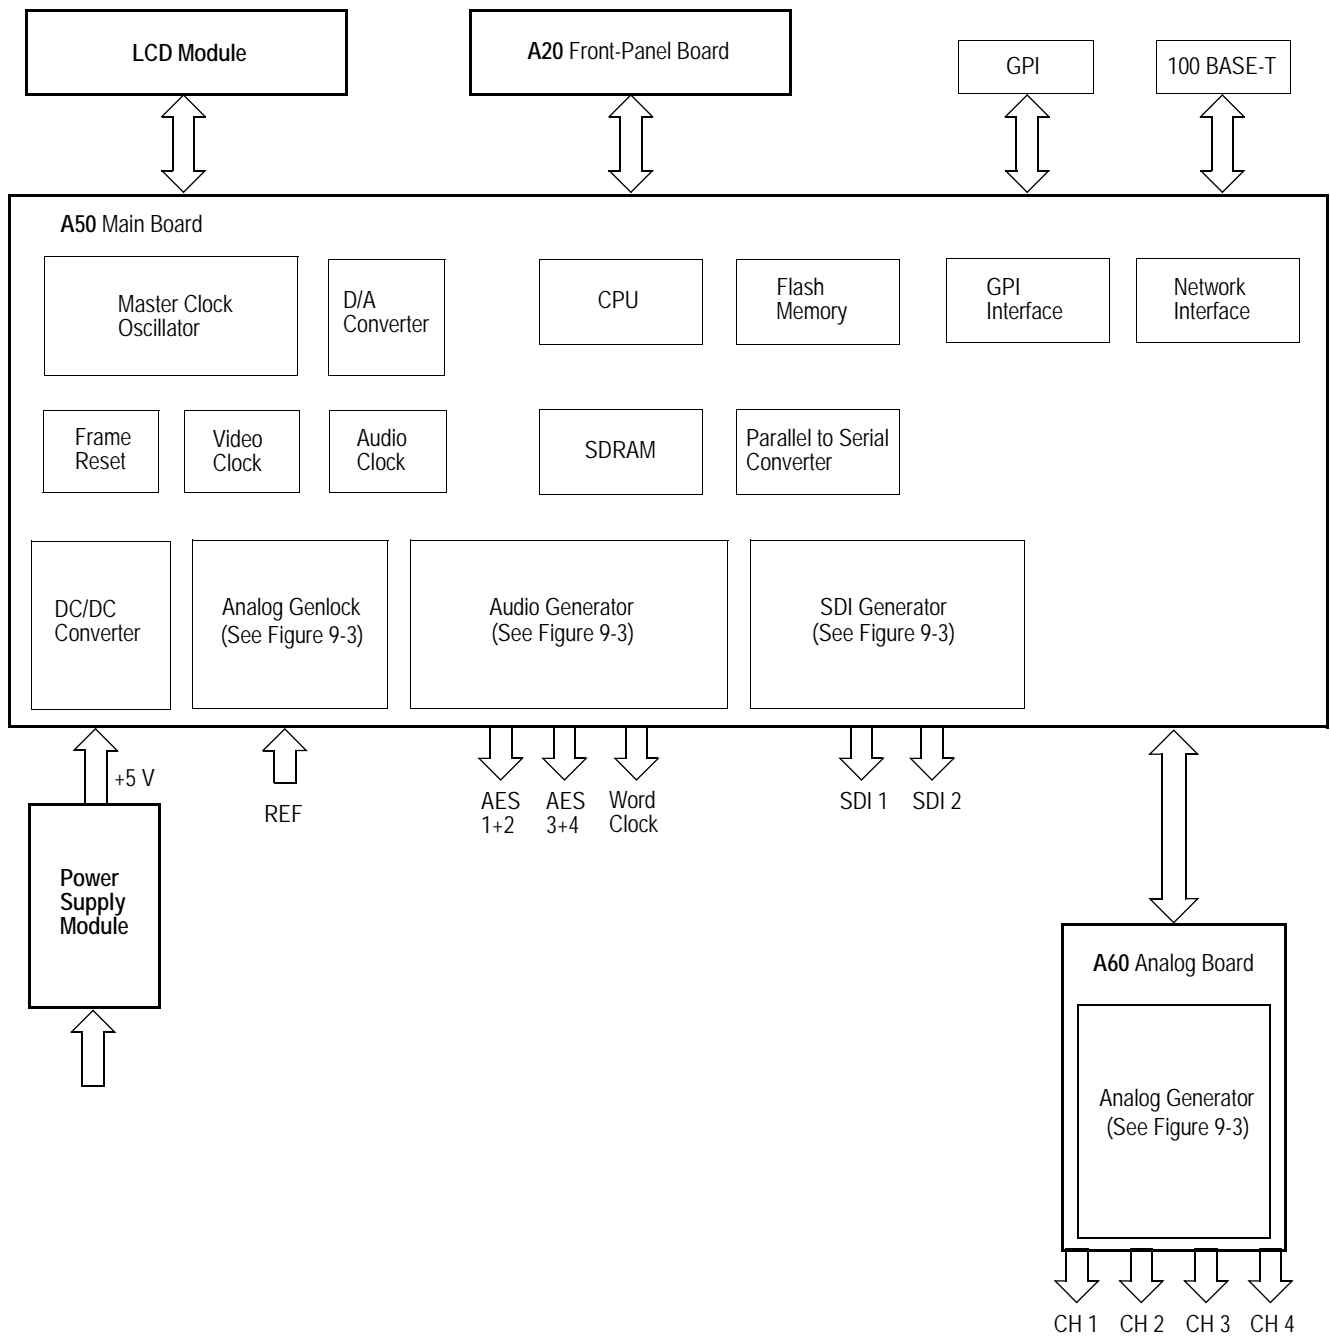 LCD Module
A20 Front-Panel Board
GPI
100 BASE-T
A50 Main Board
Master Clock
Oscillator
D/A
Converter
CPU
Flash
Memory
GPI
Interface
Network
Interface
Frame
Reset
Video
Clock
Audio
Clock
SDRAM
Parallel to Serial
Converter
DC/DC
Converter
Analog Genlock
(See Figure 9-3)
Audio Generator
(See Figure 9-3)
SDI Generator
(See Figure 9-3)
+5 V
REF
AES
1+2
AES
3+4
Word
Clock
SDI 1
SDI 2
Power
Supply
Module
A60 Analog Board
Analog Generator
(See Figure 9-3)
CH 1
CH 2
CH 3
CH 4